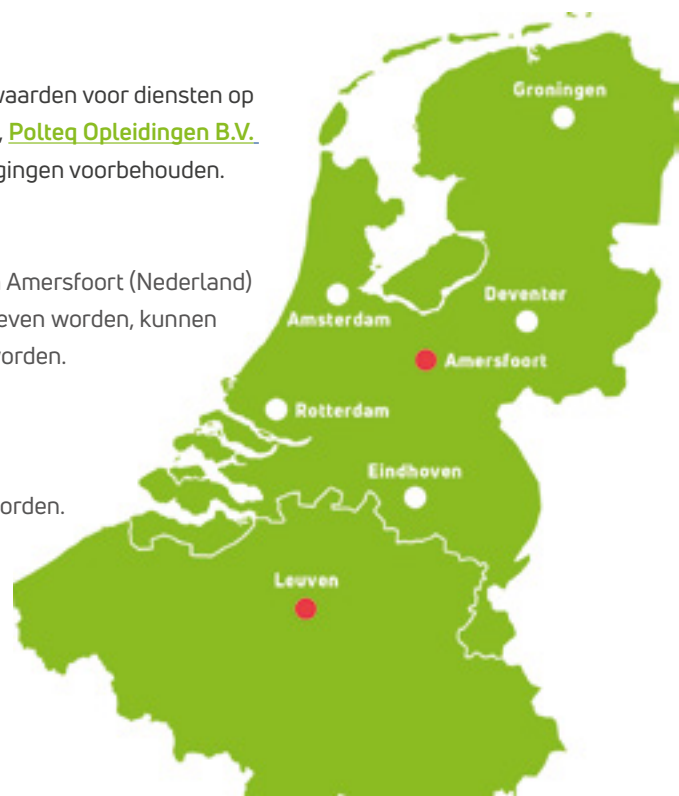 waarden voor diensten op
, Polteq Opleidingen B.V.
gingen voorbehouden.
Amersfoort (Nederland)
even worden, kunnen
orden.
orden.
Groningen
Deventer
Amsterdam
Amersfoort
Rotterdam
Eindhoven
Leuven